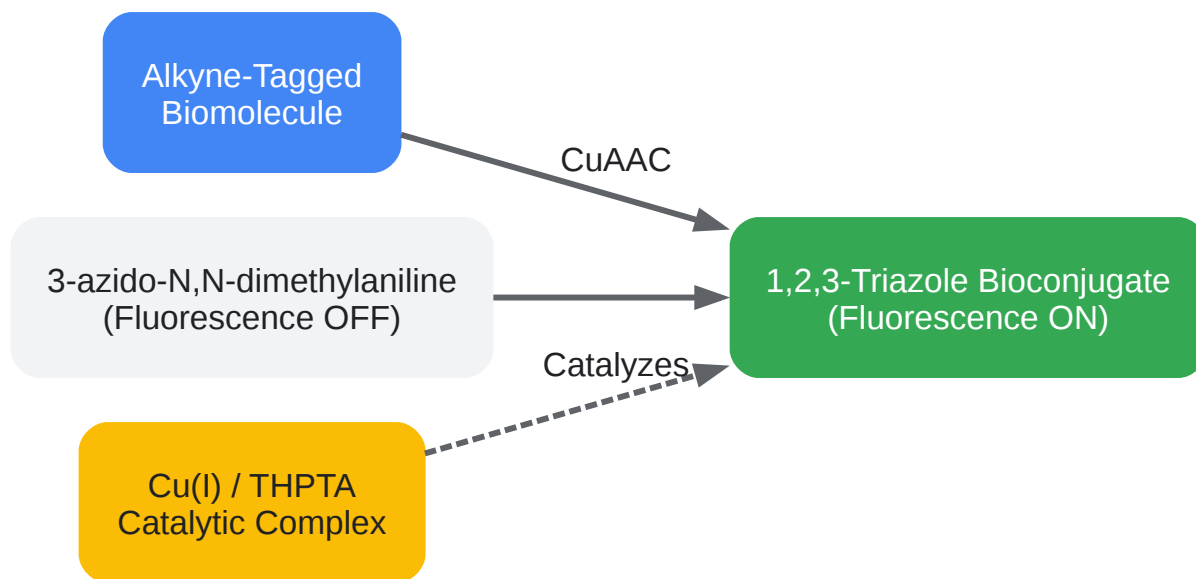 Alkyne-Tagged
Biomolecule
CuAAC
3-azido-N,N-dimethylaniline
(Fluorescence OFF)
1,2,3-Triazole Bioconjugate
(Fluorescence ON)
Catalyzes
Cu(I) / THPTA
Catalytic Complex